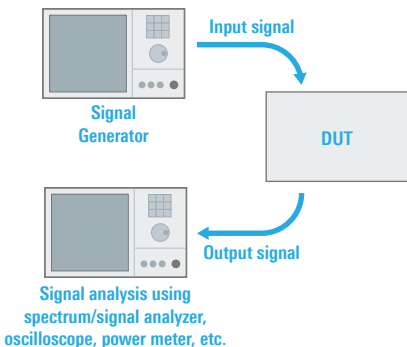 Input signal
Signal
Generator
DUT
Output signal
Signal analysis using
spectrum/signal analyzer,
oscilloscope, power meter, etc.